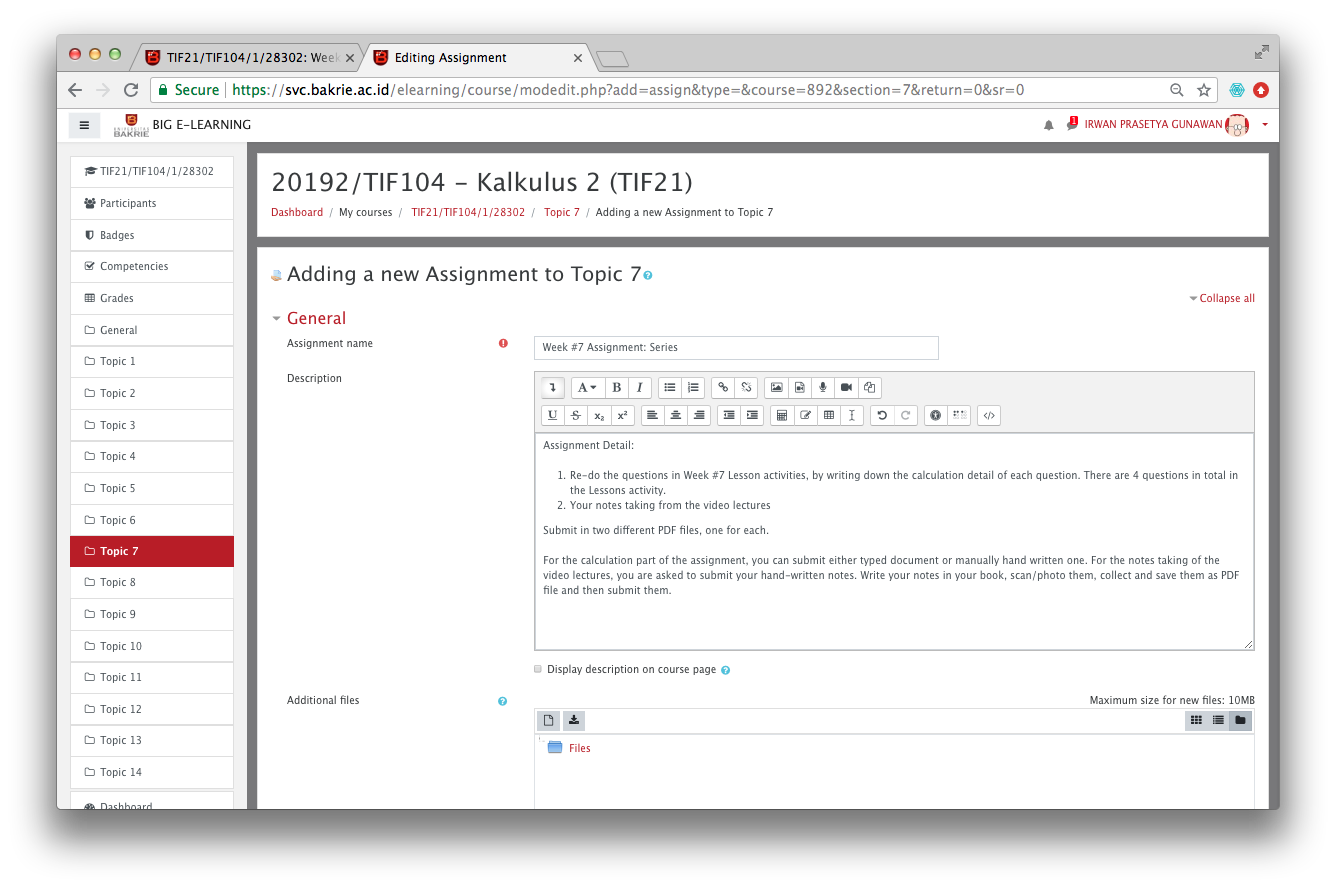 TIF21/TIF104/1/28302: Week
Editing Assignment
Secure
https://svc.bakrie.ac.id/elearning/course/modedit.php?add=assign&type=&course=892&section=7&return=0&sr=0
UNIVERSITAS
BAKRIE
BIG E-LEARNING
1
IRWAN PRASETYA GUNAWAN
TIF21/TIF104/1/28302
Participants
Badges
Competencies
Grades
General
Topic 1
Topic 2
Topic 3
Topic 4
Topic 5
Topic 6
Topic 7
Topic 8
Topic 9
Topic 10
Topic 11
Topic 12
Topic 13
Topic 14
Dashboard
20192/TIF104 - Kalkulus 2 (TIF21)
Dashboard / My courses / TIF21/TIF104/1/28302 / Topic 7 / Adding a new Assignment to Topic 7
Adding a new Assignment to Topic 7
Collapse all
General
Assignment name
Week #7 Assignment: Series
Description
Assignment Detail:
1. Re-do the questions in Week #7 Lesson activities, by writing down the calculation detail of each question. There are 4 questions in total in
the Lessons activity.
2. Your notes taking from the video lectures
Submit in two different PDF files, one for each.
For the calculation part of the assignment, you can submit either typed document or manually hand written one. For the notes taking of the
video lectures, you are asked to submit your hand-written notes. Write your notes in your book, scan/photo them, collect and save them as PDF
file and then submit them.
Display description on course page
Additional files
Maximum size for new files: 10MB
Files